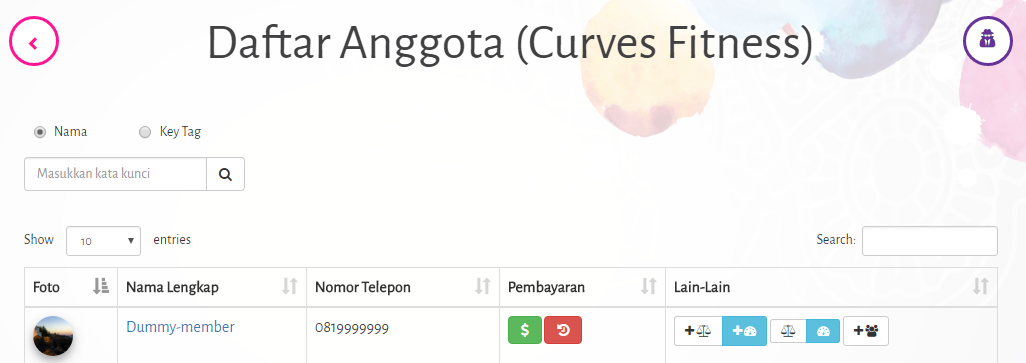 Daftar Anggota (Curves Fitness)
Nama Key Tag
Masukkan kata kunci
Show 10 entries Search:
Foto Nama Lengkap Nomor Telepon Pembayaran Lain-Lain
Dummy-member 0819999999 $